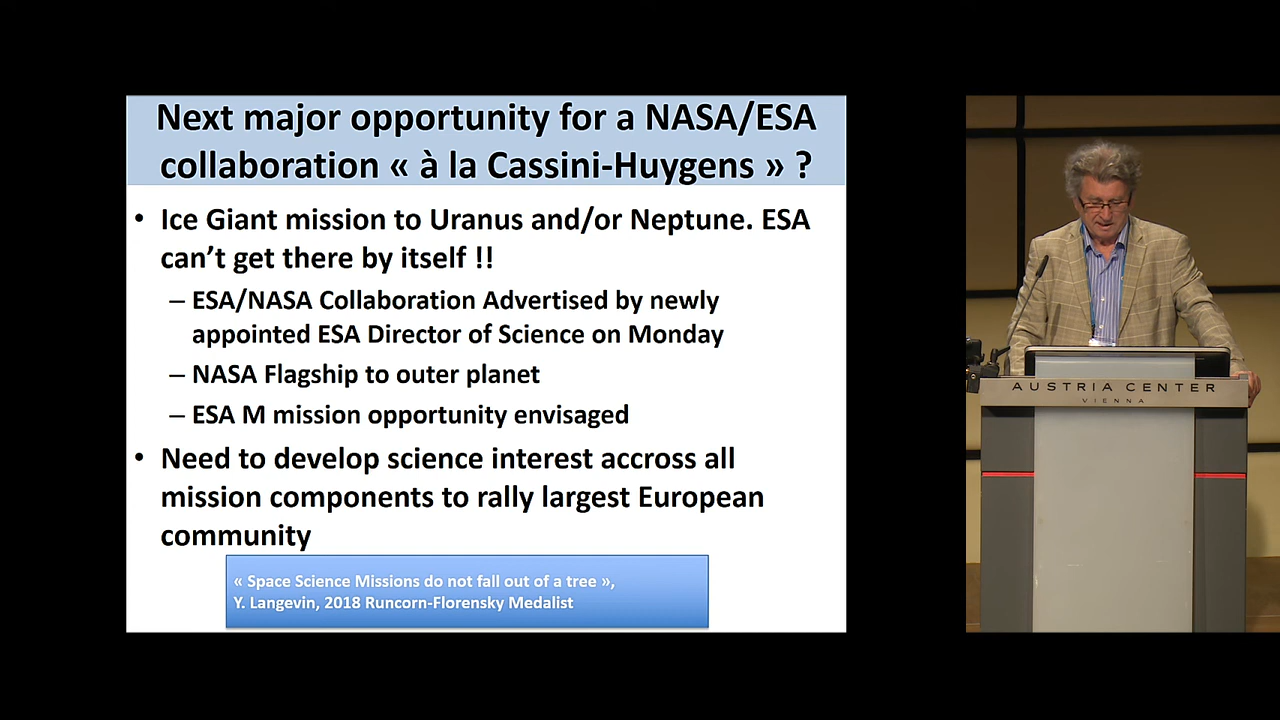 Next major opportunity for a NASA/ESA
collaboration « à la Cassini-Huygens » ?
• Ice Giant mission to Uranus and/or Neptune. ESA
can’t get there by itself !!
– ESA/NASA Collaboration Advertised by newly
appointed ESA Director of Science on Monday
– NASA Flagship to outer planet
– ESA M mission opportunity envisaged
• Need to develop science interest accross all
mission components to rally largest European
community
« Space Science Missions do not fall out of a tree »,
Y. Langevin, 2018 Runcorn-Florensky Medalist
AUSTRIA CENTER
VIENNA